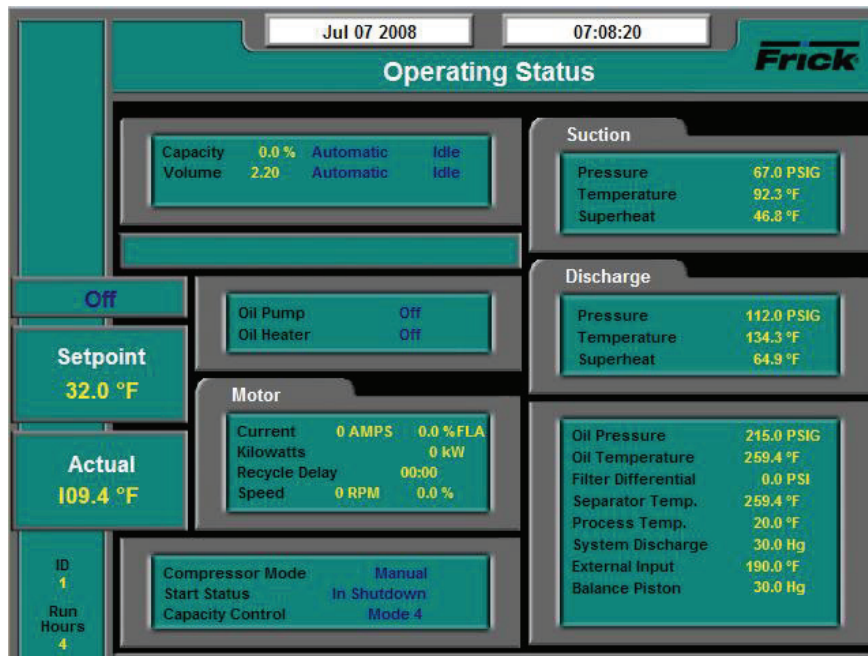 Jul 07 2008 07:08:20
Operating Status
Frick
Capacity 0.0 % Automatic Idle
Volume 2.20 Automatic Idle
Suction
Pressure 67.0 PSIG
Temperature 92.3 °F
Superheat 46.8 °F
Off
Setpoint
32.0 °F
Actual
I09.4 °F
Oil Pump Off
Oil Heater Off
Discharge
Pressure 112.0 PSIG
Temperature 134.3 °F
Superheat 64.9 °F
Motor
Current 0 AMPS 0.0 %FLA
Kilowatts 0 kW
Recycle Delay 00:00
Speed 0 RPM 0.0 %
Oil Pressure 215.0 PSIG
Oil Temperature 259.4 °F
Filter Differential 0.0 PSI
Separator Temp. 259.4 °F
Process Temp. 20.0 °F
System Discharge 30.0 Hg
External Input 190.0 °F
Balance Piston 30.0 Hg
ID
1
Run
Hours
4
Compressor Mode Manual
Start Status In Shutdown
Capacity Control Mode 4